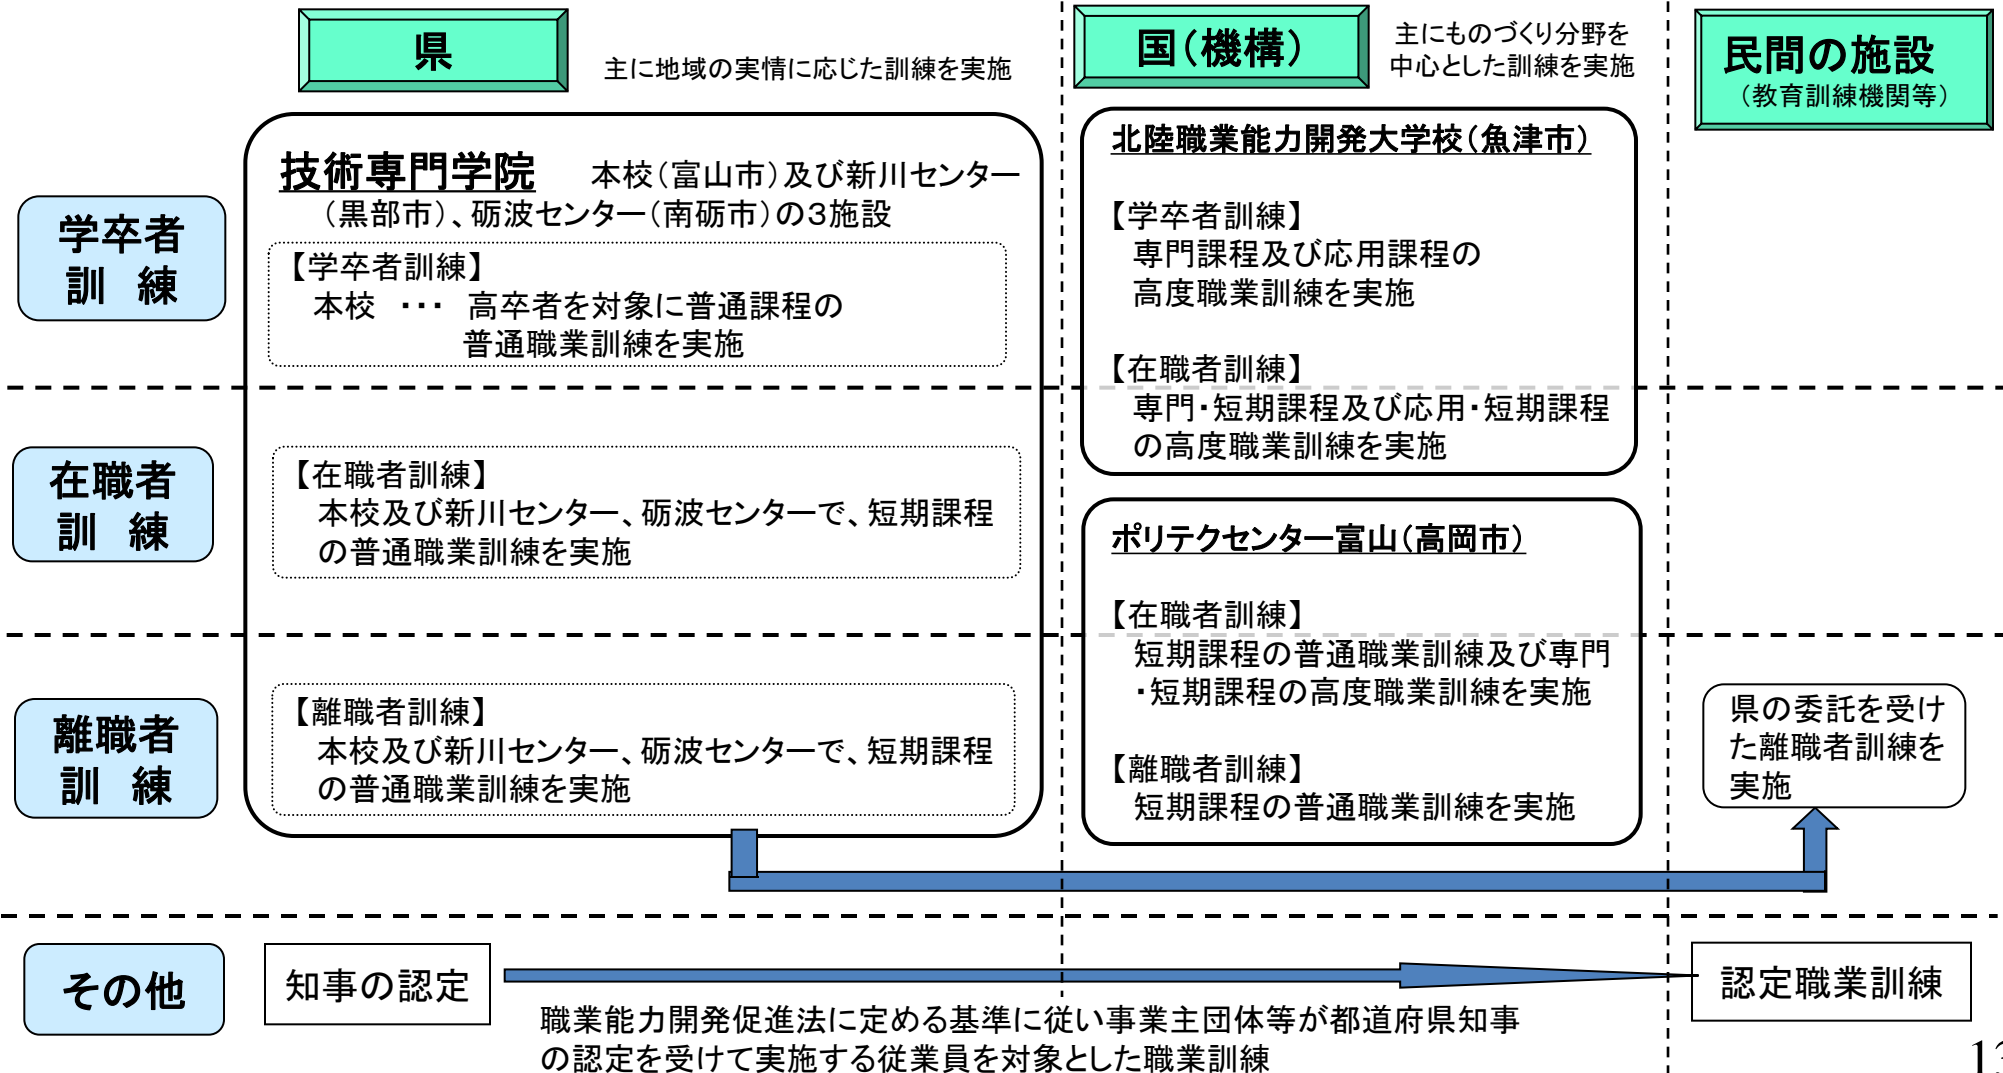 県
主に地域の実情に応じた訓練を実施
国(機構)
主にものづくり分野を
中心とした訓練を実施
民間の施設
(教育訓練機関等)
学卒者
訓　練
在職者
訓　練
離職者
訓　練
その他
技術専門学院　本校(富山市)及び新川センター
(黒部市)、砺波センター(南砺市)の3施設
【学卒者訓練】
本校　・・・　高卒者を対象に普通課程の
普通職業訓練を実施
【在職者訓練】
本校及び新川センター、砺波センターで、短期課程
の普通職業訓練を実施
【離職者訓練】
本校及び新川センター、砺波センターで、短期課程
の普通職業訓練を実施
北陸職業能力開発大学校(魚津市)
【学卒者訓練】
専門課程及び応用課程の
高度職業訓練を実施
【在職者訓練】
専門・短期課程及び応用・短期課程
の高度職業訓練を実施
ポリテクセンター富山(高岡市)
【在職者訓練】
短期課程の普通職業訓練及び専門
・短期課程の高度職業訓練を実施
【離職者訓練】
短期課程の普通職業訓練を実施
県の委託を受け
た離職者訓練を
実施
知事の認定
認定職業訓練
職業能力開発促進法に定める基準に従い事業主団体等が都道府県知事
の認定を受けて実施する従業員を対象とした職業訓練